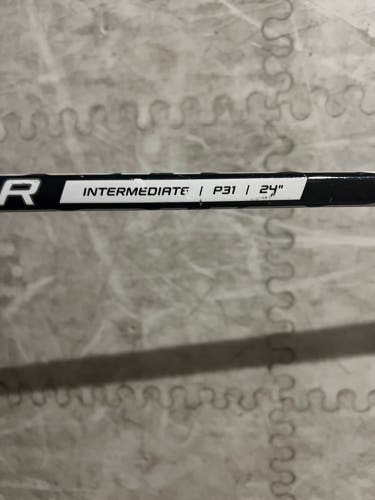 R INTERMEDIATE | P31 | 24"